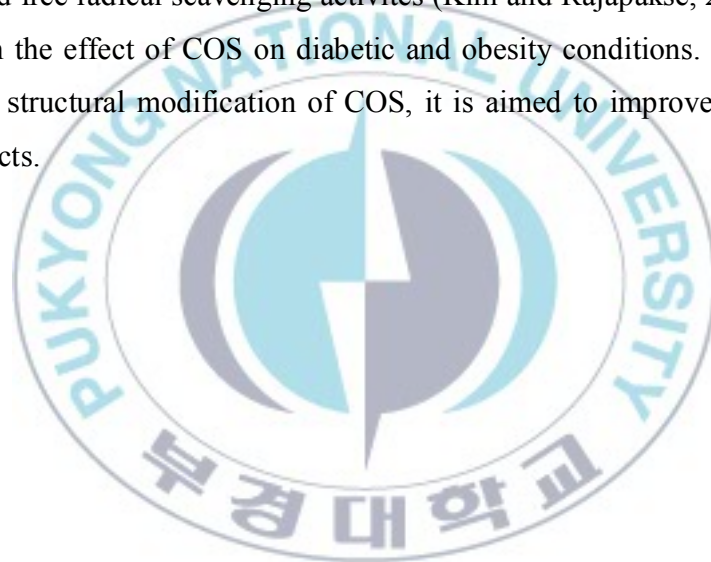 d free radical scavenging activites (Kim and Rajapakse, 2
n the effect of COS on diabetic and obesity conditions.
structural modification of COS, it is aimed to improve
cts.
PUKYONG NATIONAL UNIVERSITY
부경대학교